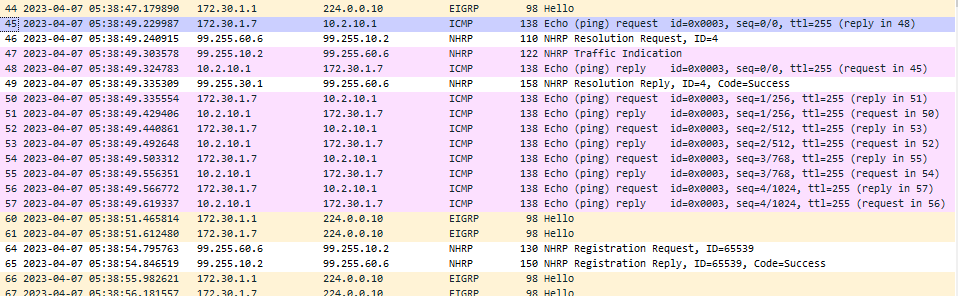 44 2023-04-07 05:38:47.179890 172.30.1.1 224.0.0.10 EIGRP 98 Hello
45 2023-04-07 05:38:49.229987 172.30.1.7 10.2.10.1 ICMP 138 Echo (ping) request id=0x0003, seq=0/0, ttl=255 (reply in 48)
46 2023-04-07 05:38:49.240915 99.255.60.6 99.255.10.2 NHRP 110 NHRP Resolution Request, ID=4
47 2023-04-07 05:38:49.303578 99.255.10.2 99.255.60.6 NHRP 122 NHRP Traffic Indication
48 2023-04-07 05:38:49.324783 10.2.10.1 172.30.1.7 ICMP 138 Echo (ping) reply id=0x0003, seq=0/0, ttl=255 (request in 45)
49 2023-04-07 05:38:49.335309 99.255.30.1 99.255.60.6 NHRP 158 NHRP Resolution Reply, ID=4, Code=Success
50 2023-04-07 05:38:49.335554 172.30.1.7 10.2.10.1 ICMP 138 Echo (ping) request id=0x0003, seq=1/256, ttl=255 (reply in 51)
51 2023-04-07 05:38:49.429406 10.2.10.1 172.30.1.7 ICMP 138 Echo (ping) reply id=0x0003, seq=1/256, ttl=255 (request in 50)
52 2023-04-07 05:38:49.440861 172.30.1.7 10.2.10.1 ICMP 138 Echo (ping) request id=0x0003, seq=2/512, ttl=255 (reply in 53)
53 2023-04-07 05:38:49.492648 10.2.10.1 172.30.1.7 ICMP 138 Echo (ping) reply id=0x0003, seq=2/512, ttl=255 (request in 52)
54 2023-04-07 05:38:49.503312 172.30.1.7 10.2.10.1 ICMP 138 Echo (ping) request id=0x0003, seq=3/768, ttl=255 (reply in 55)
55 2023-04-07 05:38:49.556351 10.2.10.1 172.30.1.7 ICMP 138 Echo (ping) reply id=0x0003, seq=3/768, ttl=255 (request in 54)
56 2023-04-07 05:38:49.566772 172.30.1.7 10.2.10.1 ICMP 138 Echo (ping) request id=0x0003, seq=4/1024, ttl=255 (reply in 57)
57 2023-04-07 05:38:49.619337 10.2.10.1 172.30.1.7 ICMP 138 Echo (ping) reply id=0x0003, seq=4/1024, ttl=255 (request in 56)
60 2023-04-07 05:38:51.465814 172.30.1.1 224.0.0.10 EIGRP 98 Hello
61 2023-04-07 05:38:51.612480 172.30.1.7 224.0.0.10 EIGRP 98 Hello
64 2023-04-07 05:38:54.795763 99.255.60.6 99.255.10.2 NHRP 130 NHRP Registration Request, ID=65539
65 2023-04-07 05:38:54.846519 99.255.10.2 99.255.60.6 NHRP 150 NHRP Registration Reply, ID=65539, Code=Success
66 2023-04-07 05:38:55.982621 172.30.1.1 224.0.0.10 EIGRP 98 Hello
67 2023-04-07 05:38:56.181557 172.30.1.7 224.0.0.10 EIGRP 98 Hello